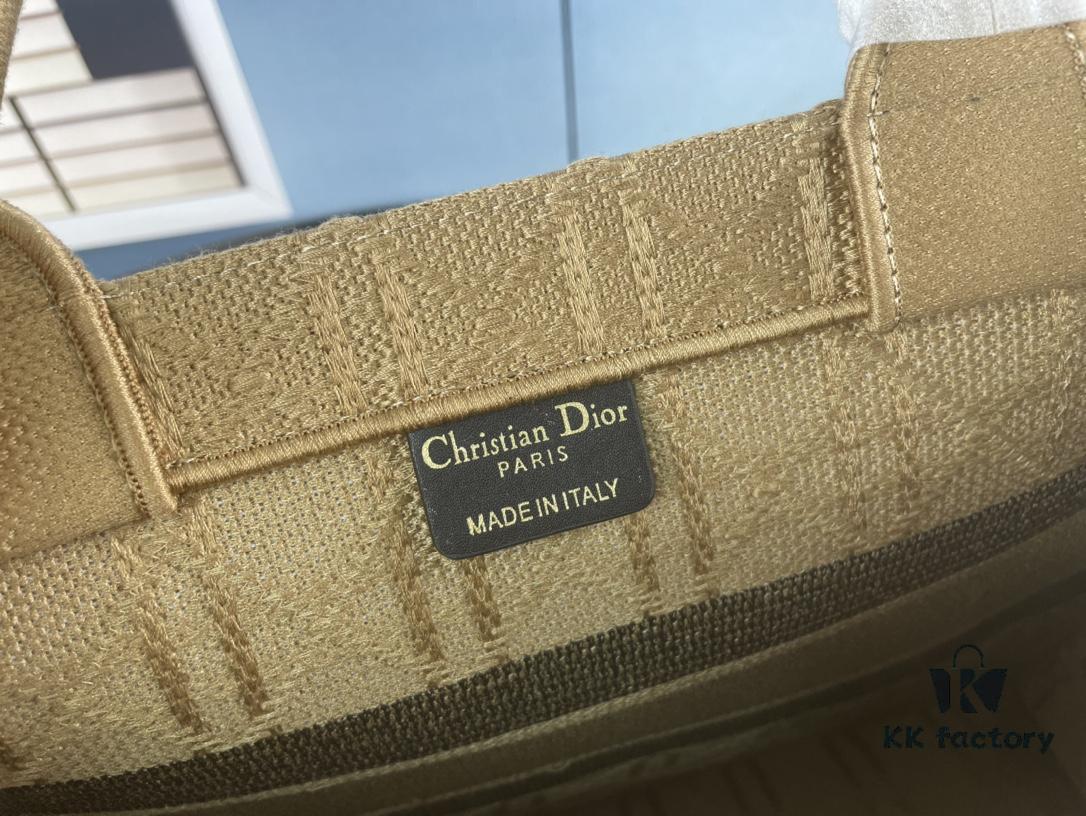 Christian Dior
PARIS
MADE IN ITALY
KK factory